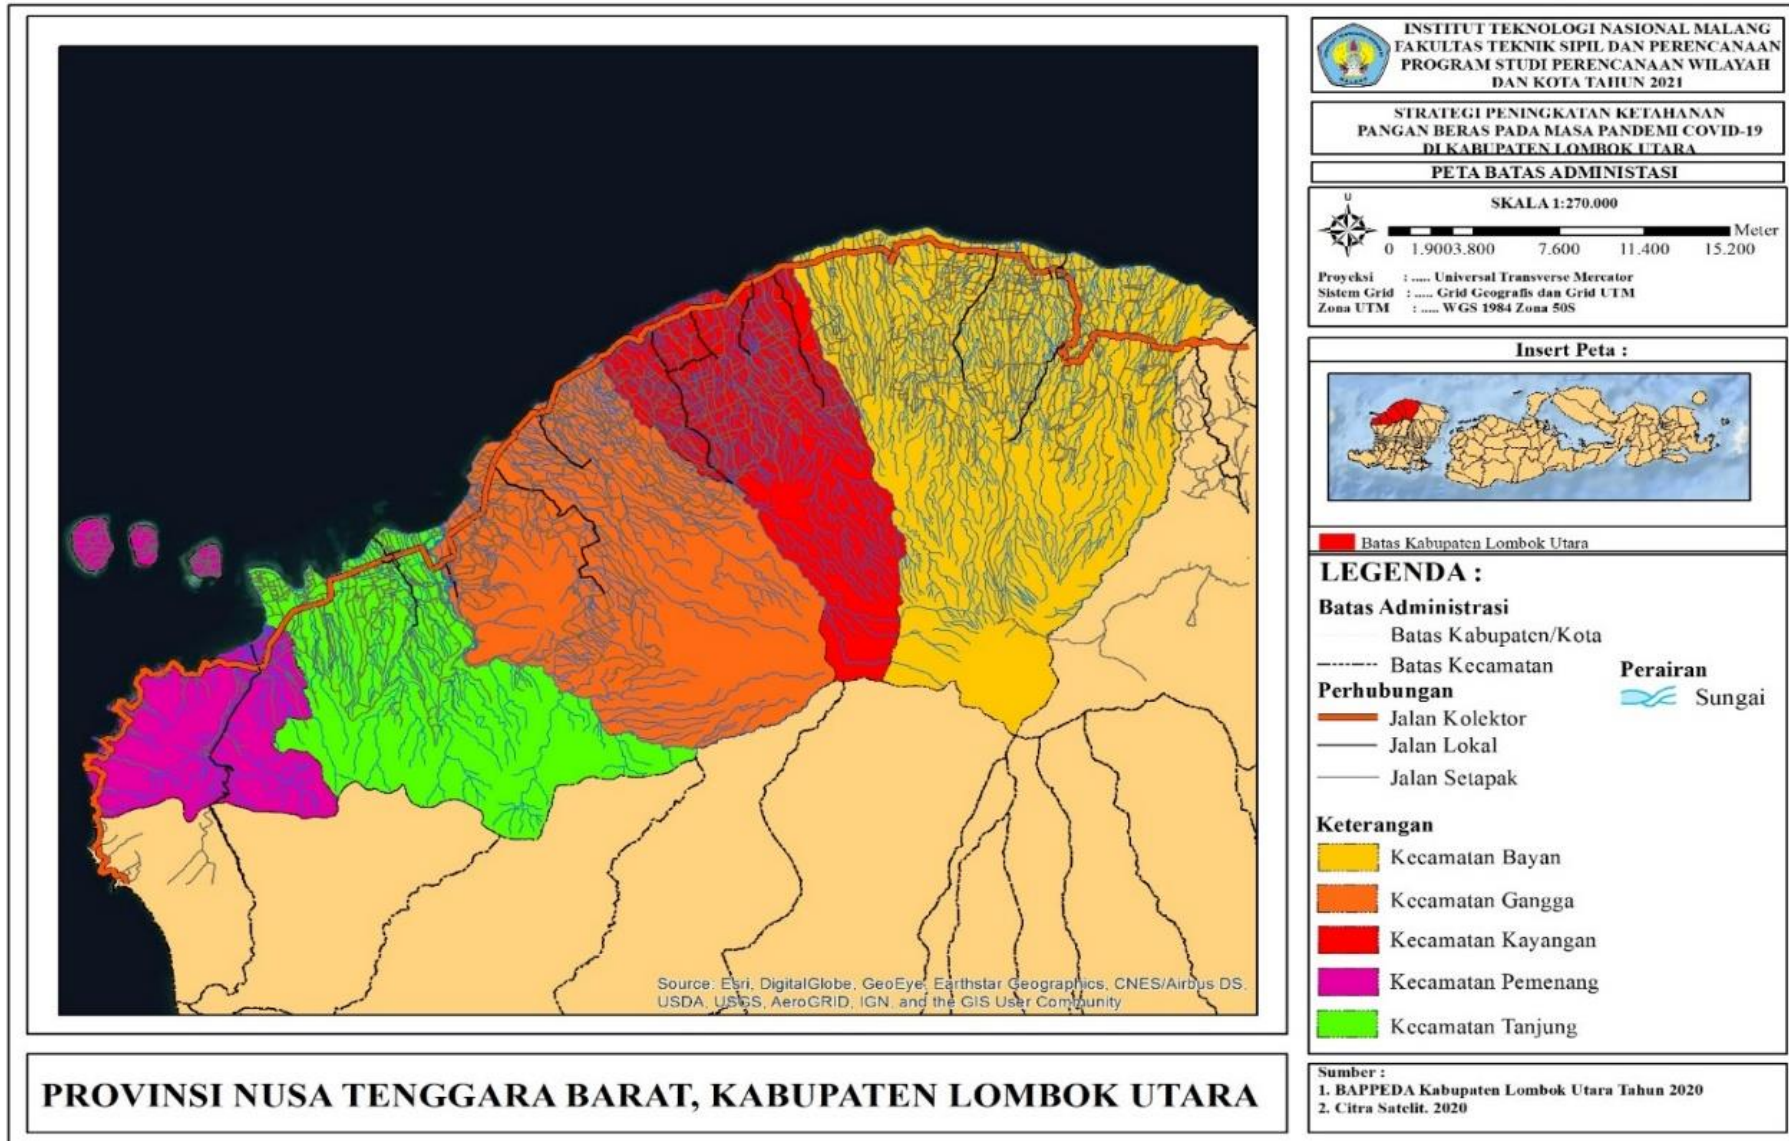 INSTITUT TEKNOLOGI NASIONAL MALANG
FAKULTAS TEKNIK SIPIL DAN PERENCANAAN
PROGRAM STUDI PERENCANAAN WILAYAH
DAN KOTA TAHUN 2021
STRATEGI PENINGKATAN KETAHANAN
PANGAN BERAS PADA MASA PANDEMI COVID-19
DI KABUPATEN LOMBOK UTARA
PETA BATAS ADMINISTASI
SKALA 1:270.000
U
Meter
0 1.9003.800 7.600 11.400 15.200
Proyeksi : ..... Universal Transverse Mercator
Sistem Grid : ..... Grid Geografis dan Grid UTM
Zona UTM : ..... WGS 1984 Zona 50S
Insert Peta :
Batas Kabupaten Lombok Utara
LEGENDA :
Batas Administrasi
Batas Kabupaten/Kota
Batas Kecamatan
Perhubungan
Jalan Kolektor
Jalan Lokal
Jalan Setapak
Perairan
Sungai
Keterangan
Kecamatan Bayan
Kecamatan Gangga
Kecamatan Kayangan
Kecamatan Pemenang
Kecamatan Tanjung
Source: Esri, DigitalGlobe, GeoEye, Earthstar Geographics, CNES/Airbus DS,
USDA, USGS, AeroGRID, IGN, and the GIS User Community
PROVINSI NUSA TENGGARA BARAT, KABUPATEN LOMBOK UTARA
Sumber :
1. BAPPEDA Kabupaten Lombok Utara Tahun 2020
2. Citra Satelit. 2020